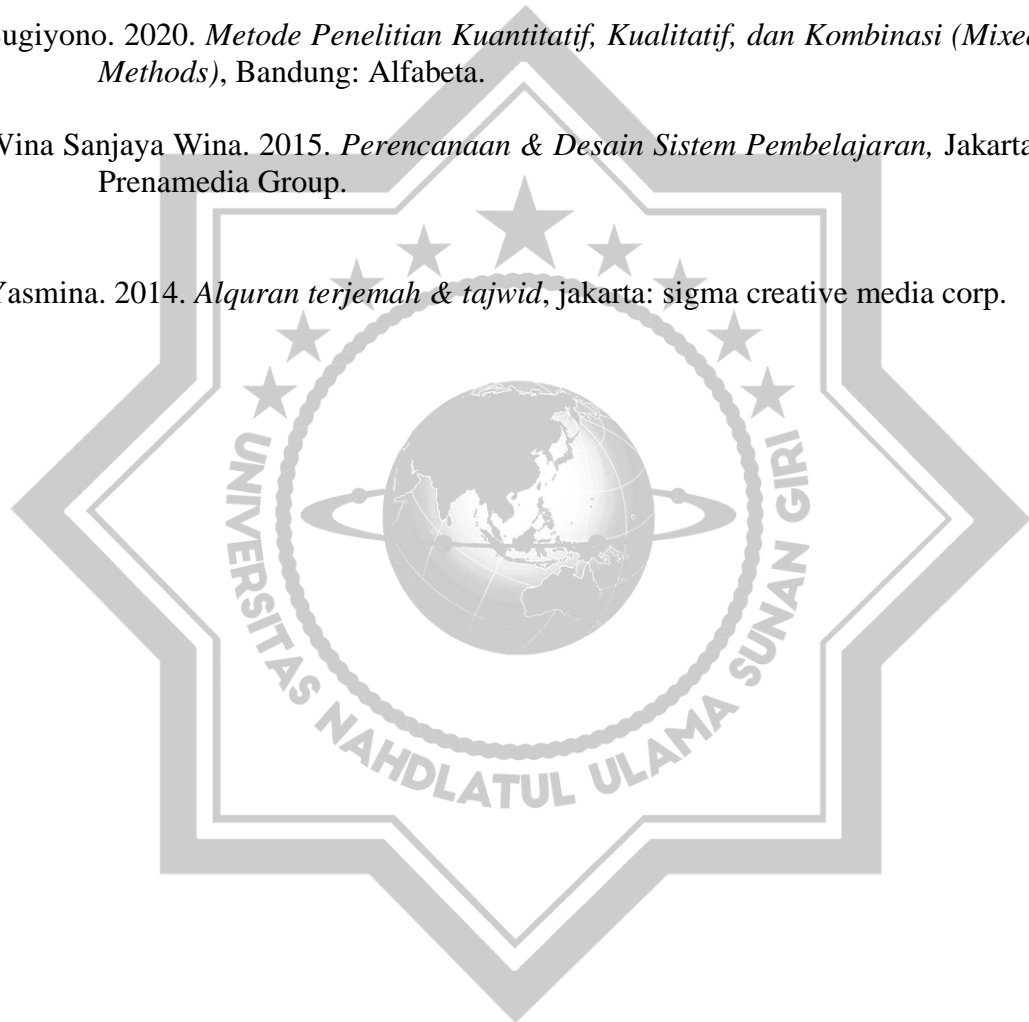 ugiyono. 2020. Metode Penelitian Kuantitatif, Kualitatif, dan Kombinasi (Mixed
Methods), Bandung: Alfabeta.
Wina Sanjaya Wina. 2015. Perencanaan & Desain Sistem Pembelajaran, Jakarta
Prenamedia Group.
Yasmina. 2014. Alquran terjemah & tajwid, jakarta: sigma creative media corp.
UNIVERSITAS NAHDLATUL ULAMA SUNAN GIRI